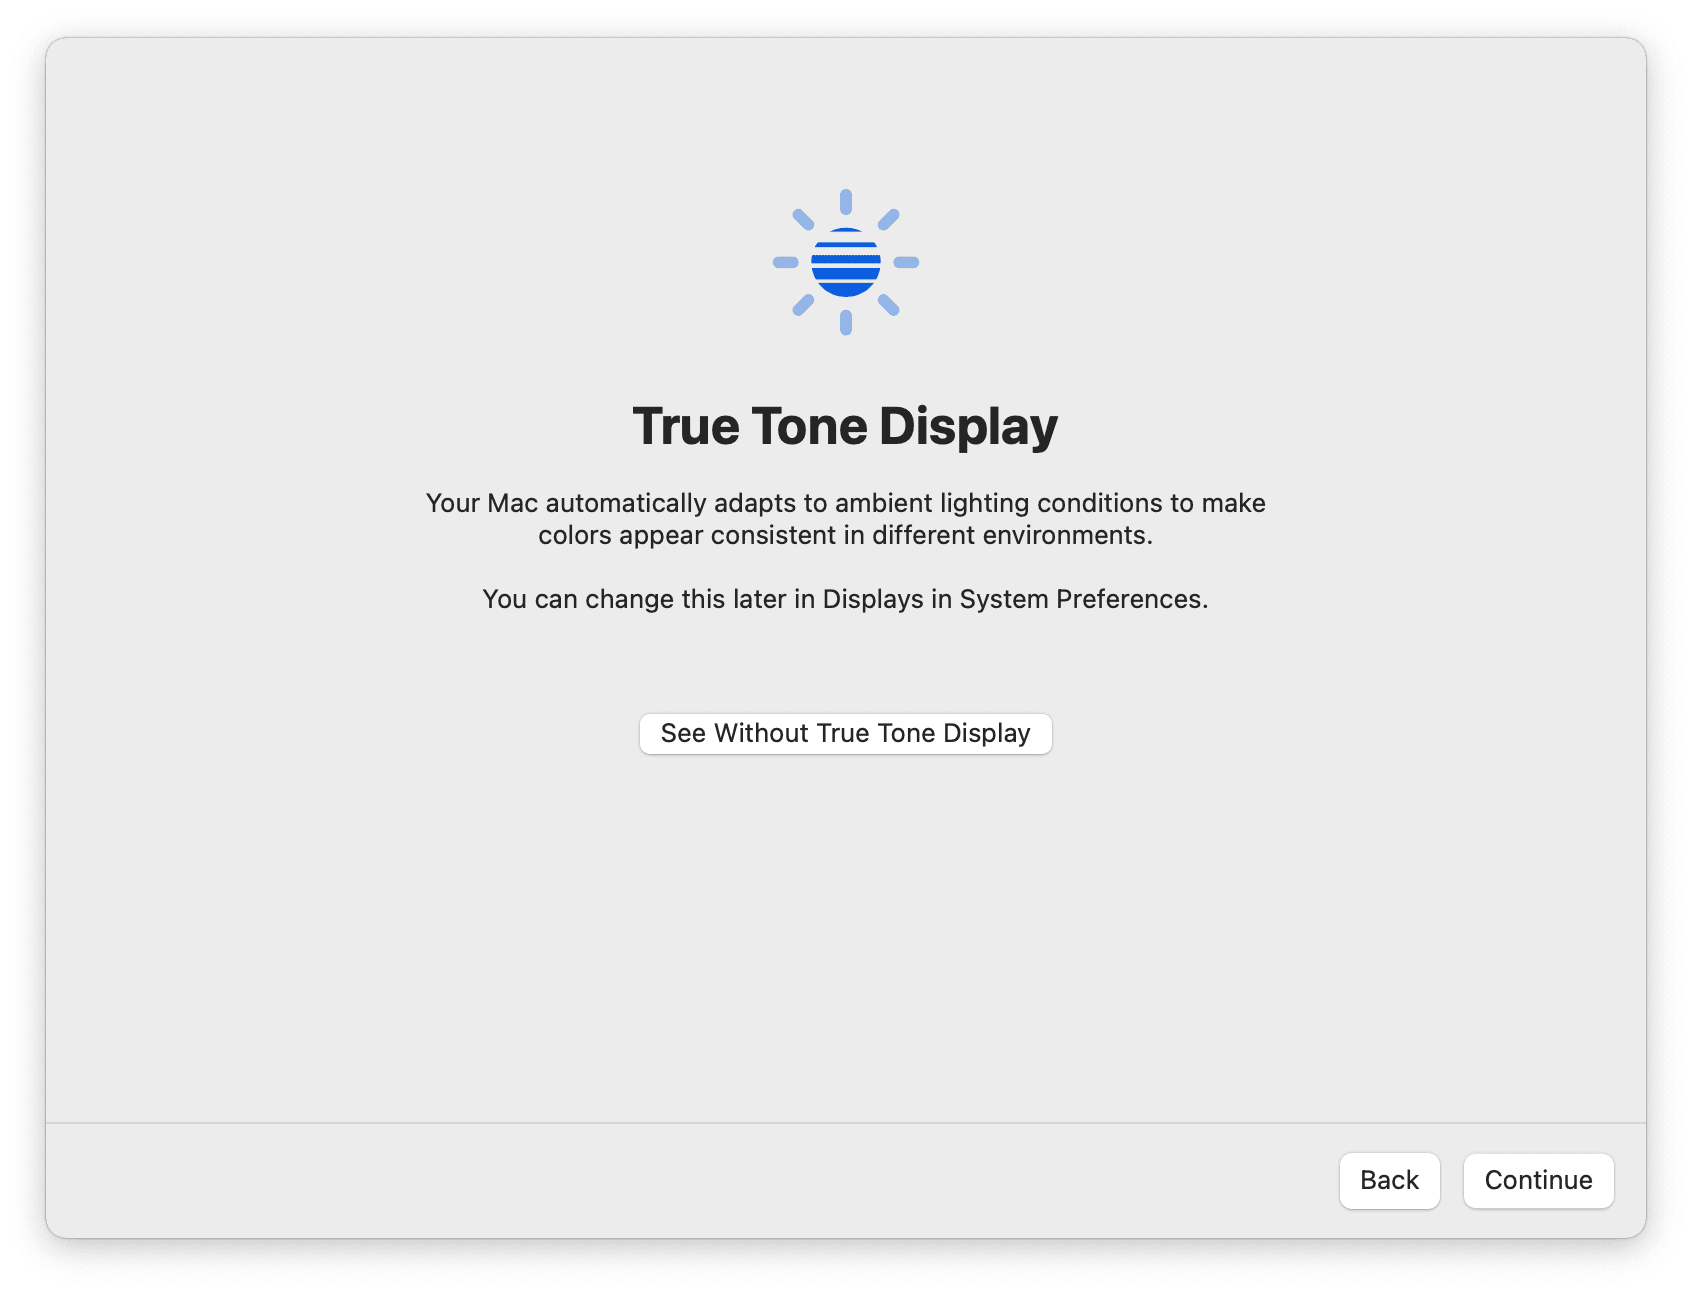 True Tone Display
Your Mac automatically adapts to ambient lighting conditions to make
colors appear consistent in different environments.
You can change this later in Displays in System Preferences.
See Without True Tone Display
Back
Continue